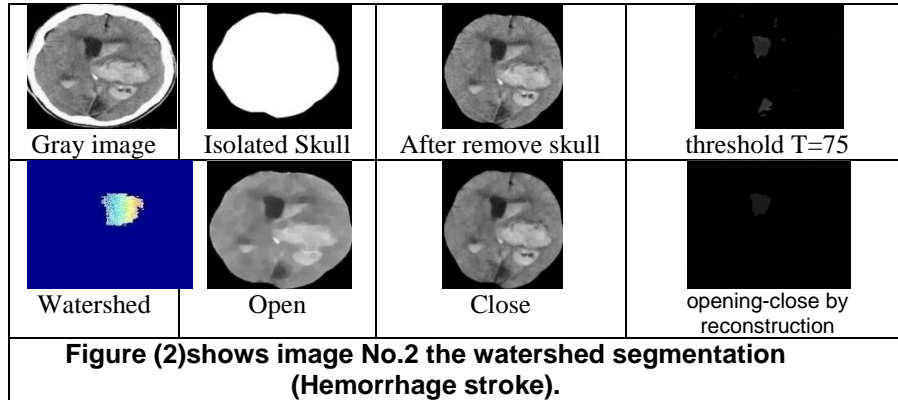 Gray image
Isolated Skull
After remove skull
threshold T=75
Watershed
Open
Close
opening-close by
reconstruction
Figure (2)shows image No.2 the watershed segmentation
(Hemorrhage stroke).